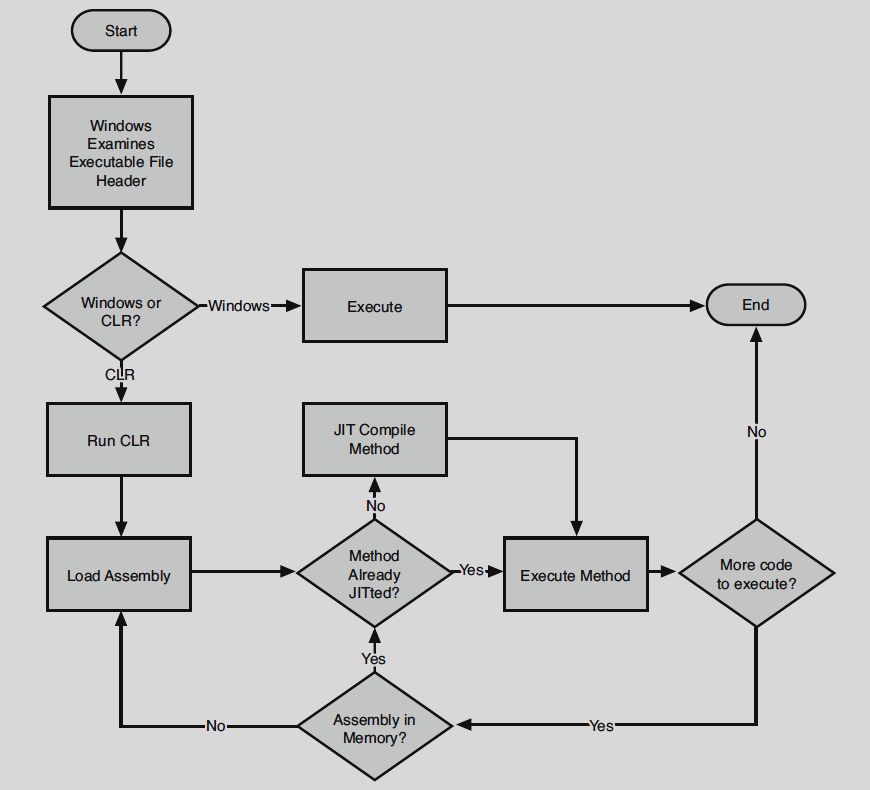 Start
Windows
Examines
Executable File
Header
Windows or
CLR?
Windows
Execute
End
CLR
Run CLR
JIT Compile
Method
No
No
Load Assembly
Method
Already
JITted?
Yes
Execute Method
More code
to execute?
Yes
Assembly in
Memory?
No
Yes